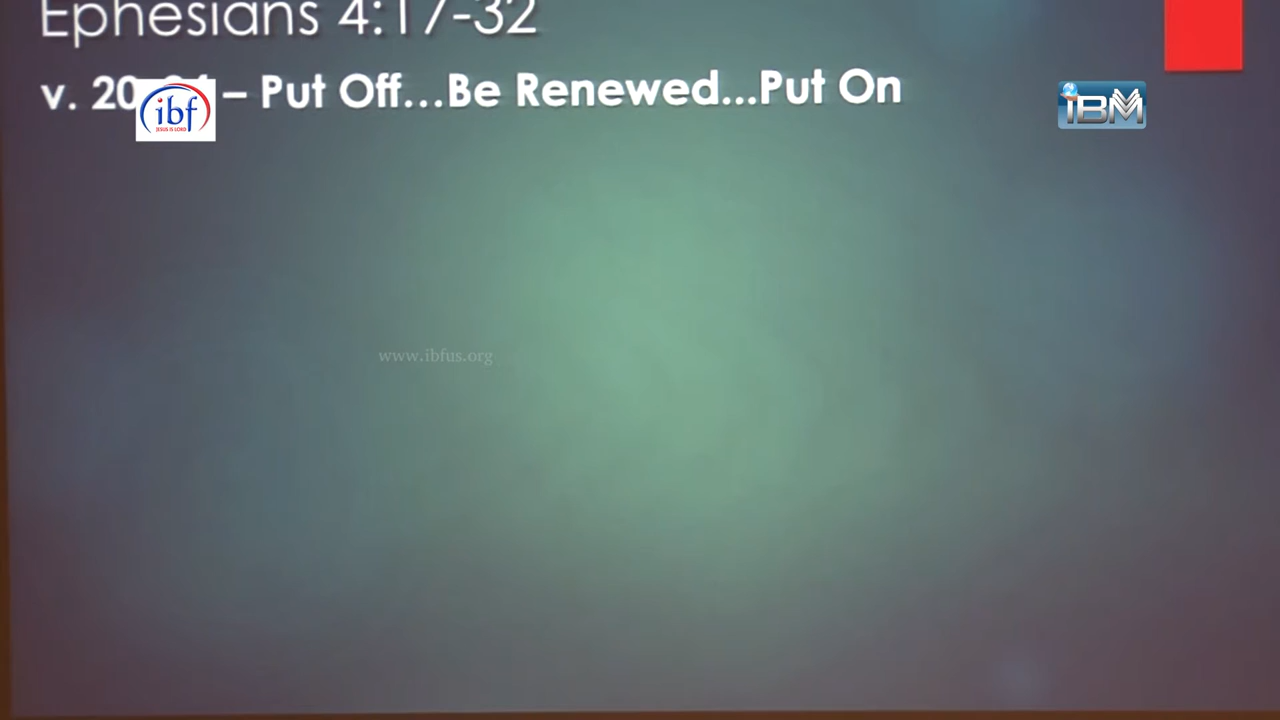 Ephesians 4:17-32
v. 20 – Put Off...Be Renewed...Put On
ibf
JESUS IS LORD
iBM
www.ibfus.org